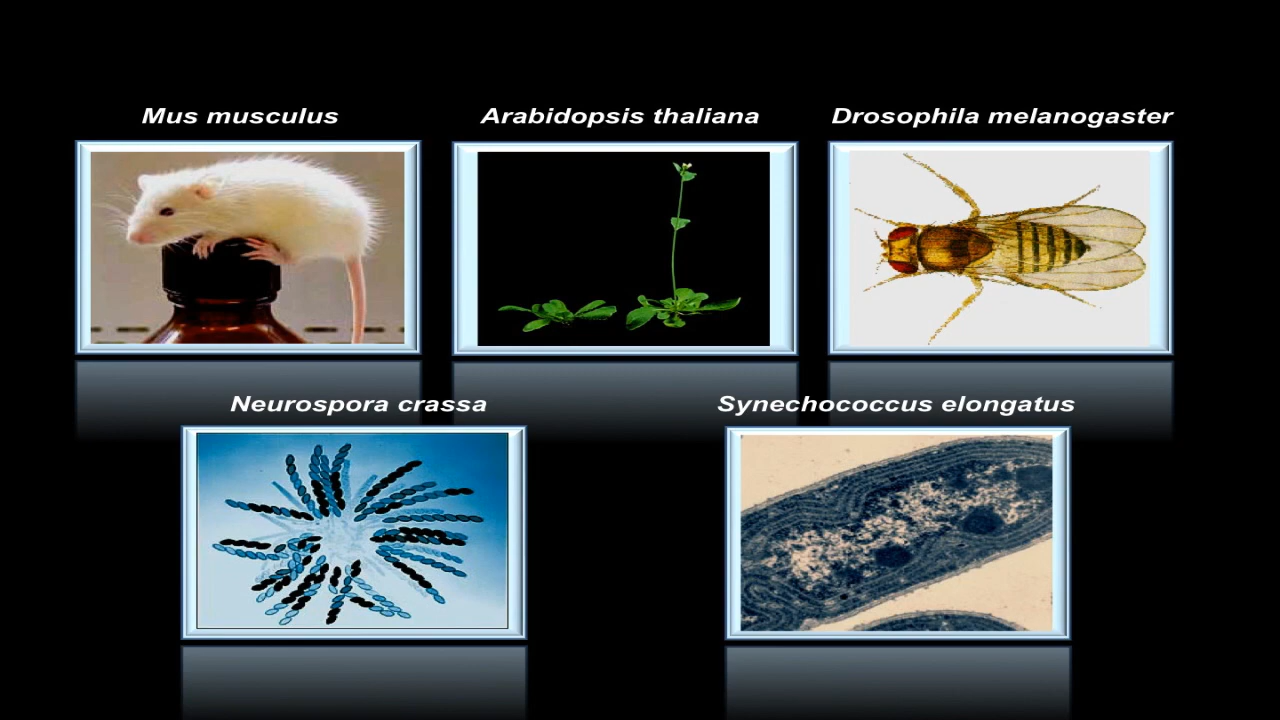 Mus musculus
Arabidopsis thaliana
Drosophila melanogaster
Neurospora crassa
Synechococcus elongatus